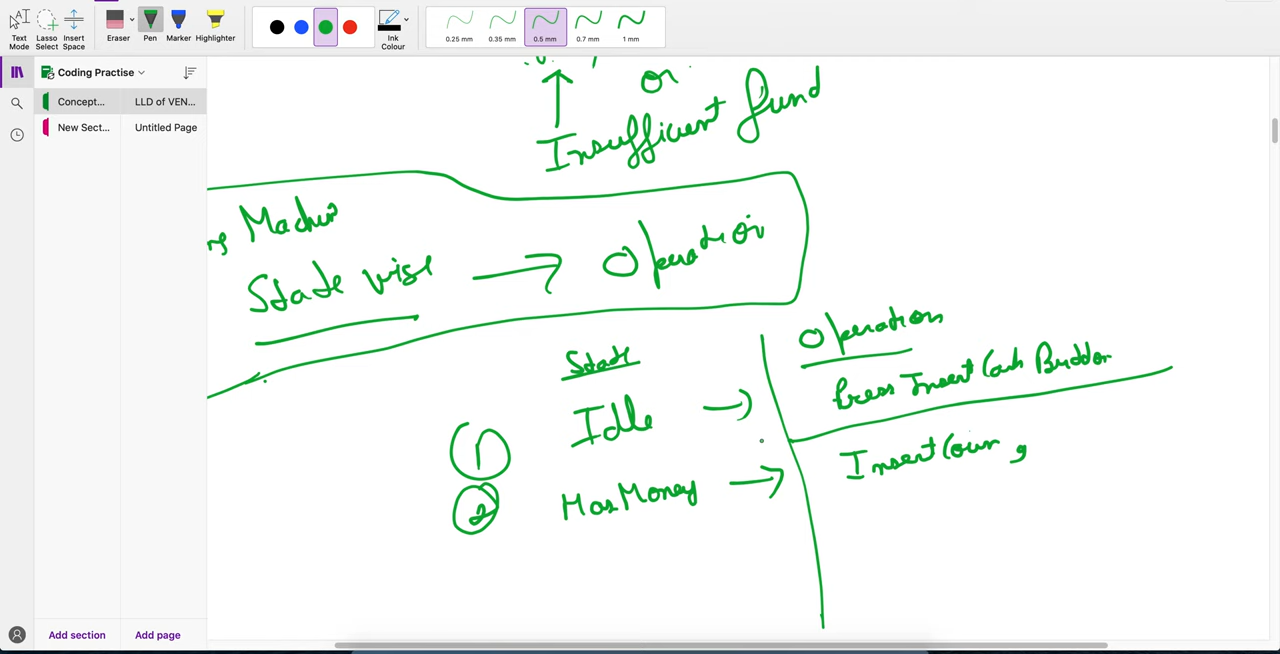 Text Mode
Lasso Select
Insert Space
Eraser
Pen
Marker
Highlighter
Ink Colour
0.25 mm
0.35 mm
0.5 mm
0.7 mm
1 mm
Coding Practise
Concept...
LLD of VEN...
New Sect...
Untitled Page
or
Insufficient fund
Machin
State wise → Operation
State
Operation
Idle →
Press Insert Cash Button
1
2
HasMoney →
Insert Coin ,
Add section
Add page